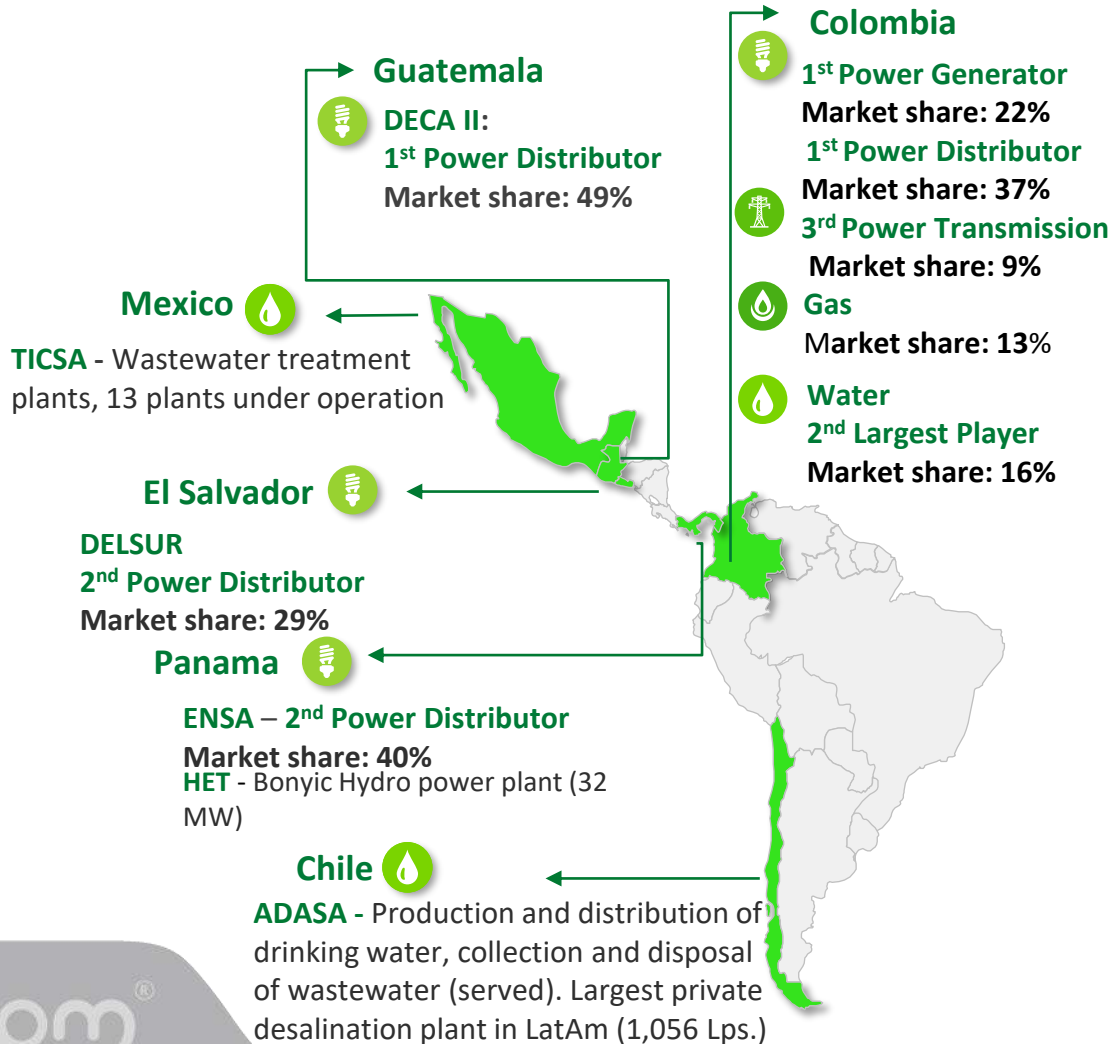 Colombia
1st Power Generator
Market share: 22%
1st Power Distributor
Market share: 37%
3rd Power Transmission
Market share: 9%
Gas
Market share: 13%
Water
2nd Largest Player
Market share: 16%
Guatemala
DECA II:
1st Power Distributor
Market share: 49%
Mexico
TICSA - Wastewater treatment
plants, 13 plants under operation
El Salvador
DELSUR
2nd Power Distributor
Market share: 29%
Panama
ENSA – 2nd Power Distributor
Market share: 40%
HET - Bonyic Hydro power plant (32
MW)
Chile
ADASA - Production and distribution of
drinking water, collection and disposal
of wastewater (served). Largest private
desalination plant in LatAm (1,056 Lps.)